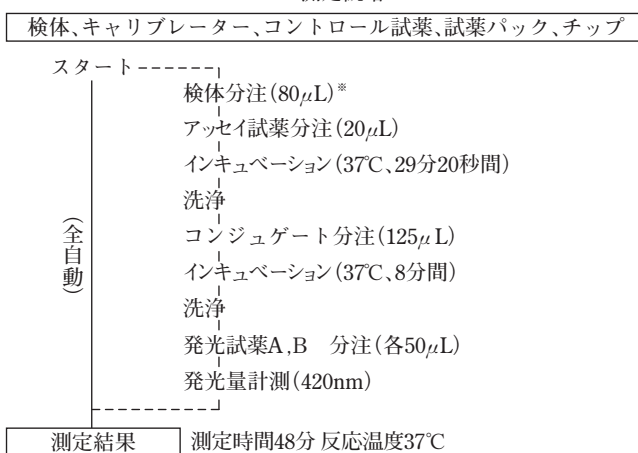 検体、キャリブレーター、コントロール試薬、試薬パック、チップ
スタート
検体分注(80μL)※
アッセイ試薬分注(20μL)
インキュベーション(37℃、29分20秒間)
洗浄
コンジュゲート分注(125μL)
インキュベーション(37℃、8分間)
洗浄
発光試薬A,B 分注(各50μL)
発光量計測(420nm)
(全自動)
測定結果 測定時間48分 反応温度37℃